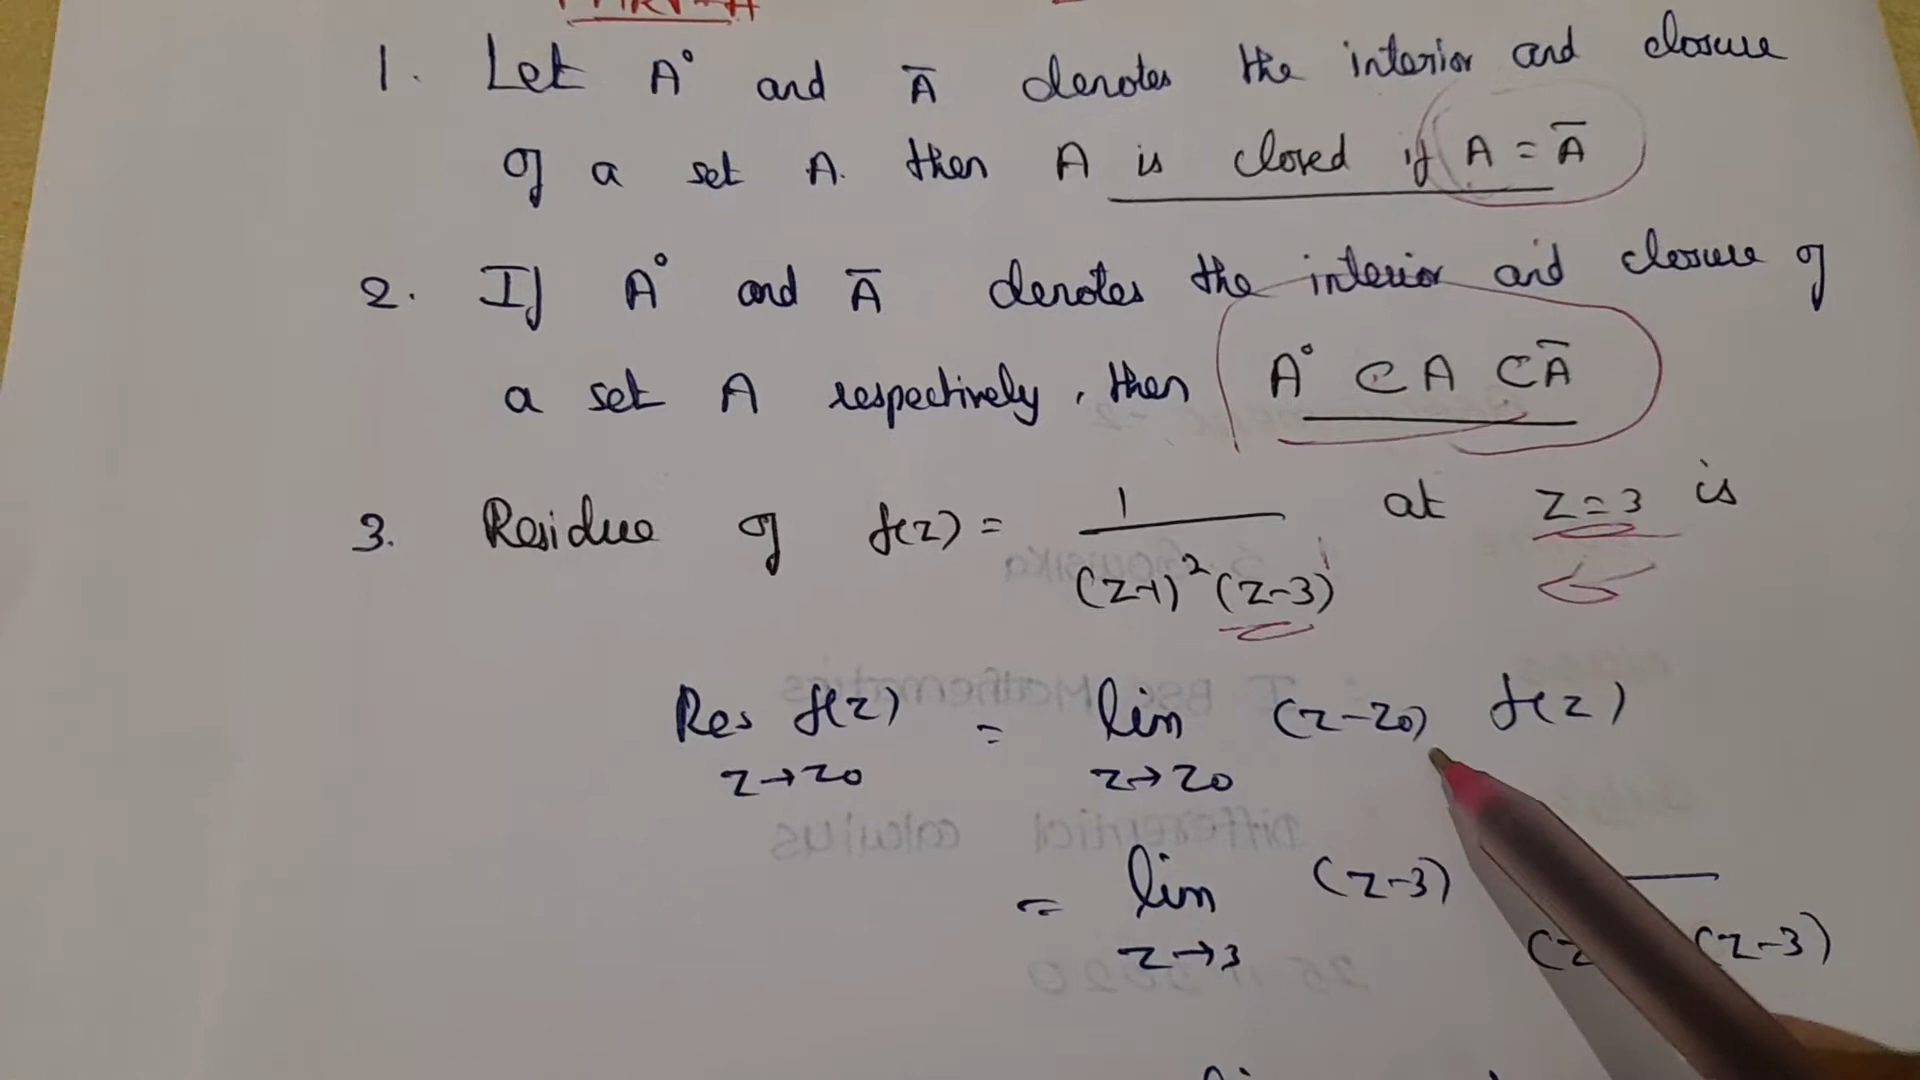 1. Let A° and Ā denotes the interior and closure
of a set A. then A is closed if A = Ā
2. If A° and Ā denotes the interior and closure of
a set A respectively, then A° ⊂ A ⊂ Ā
3. Residue of f(z) = 1 / (z-1)² (z-3) at z=3 is
Res f(z) = lim (z-z0) f(z)
z→z0 z→z0
= lim (z-3)
z→3 (z-3)